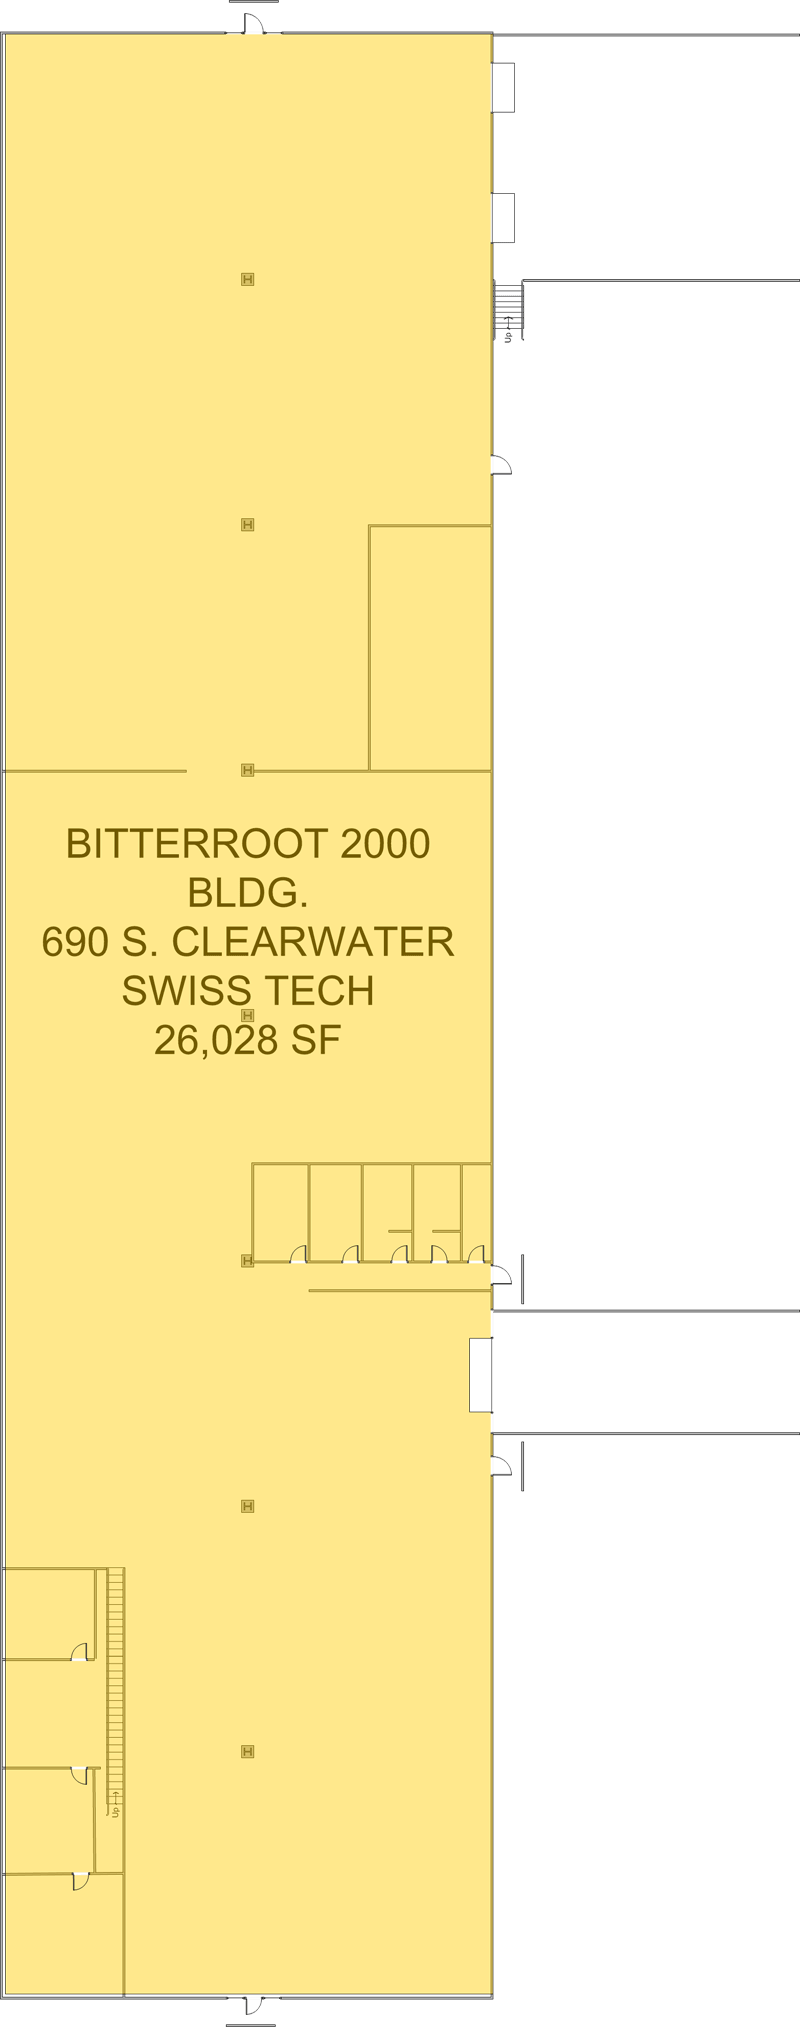 Up
BITTERROOT 2000
BLDG.
690 S. CLEARWATER
SWISS TECH
26,028 SF
Up